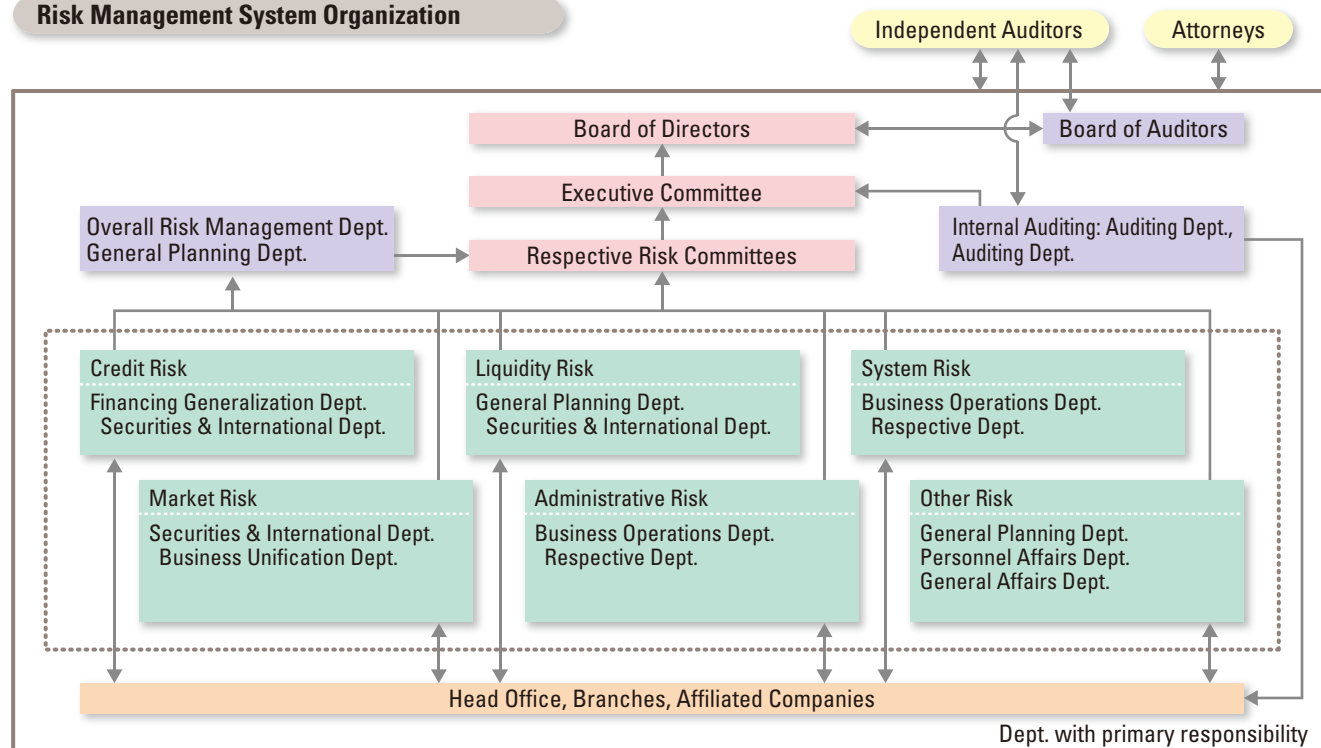 Risk Management System Organization
Independent Auditors
Attorneys
Board of Directors
Board of Auditors
Executive Committee
Overall Risk Management Dept.
General Planning Dept.
Respective Risk Committees
Internal Auditing: Auditing Dept.,
Auditing Dept.
Credit Risk
Financing Generalization Dept.
Securities & International Dept.
Liquidity Risk
General Planning Dept.
Securities & International Dept.
System Risk
Business Operations Dept.
Respective Dept.
Market Risk
Securities & International Dept.
Business Unification Dept.
Administrative Risk
Business Operations Dept.
Respective Dept.
Other Risk
General Planning Dept.
Personnel Affairs Dept.
General Affairs Dept.
Head Office, Branches, Affiliated Companies
Dept. with primary responsibility